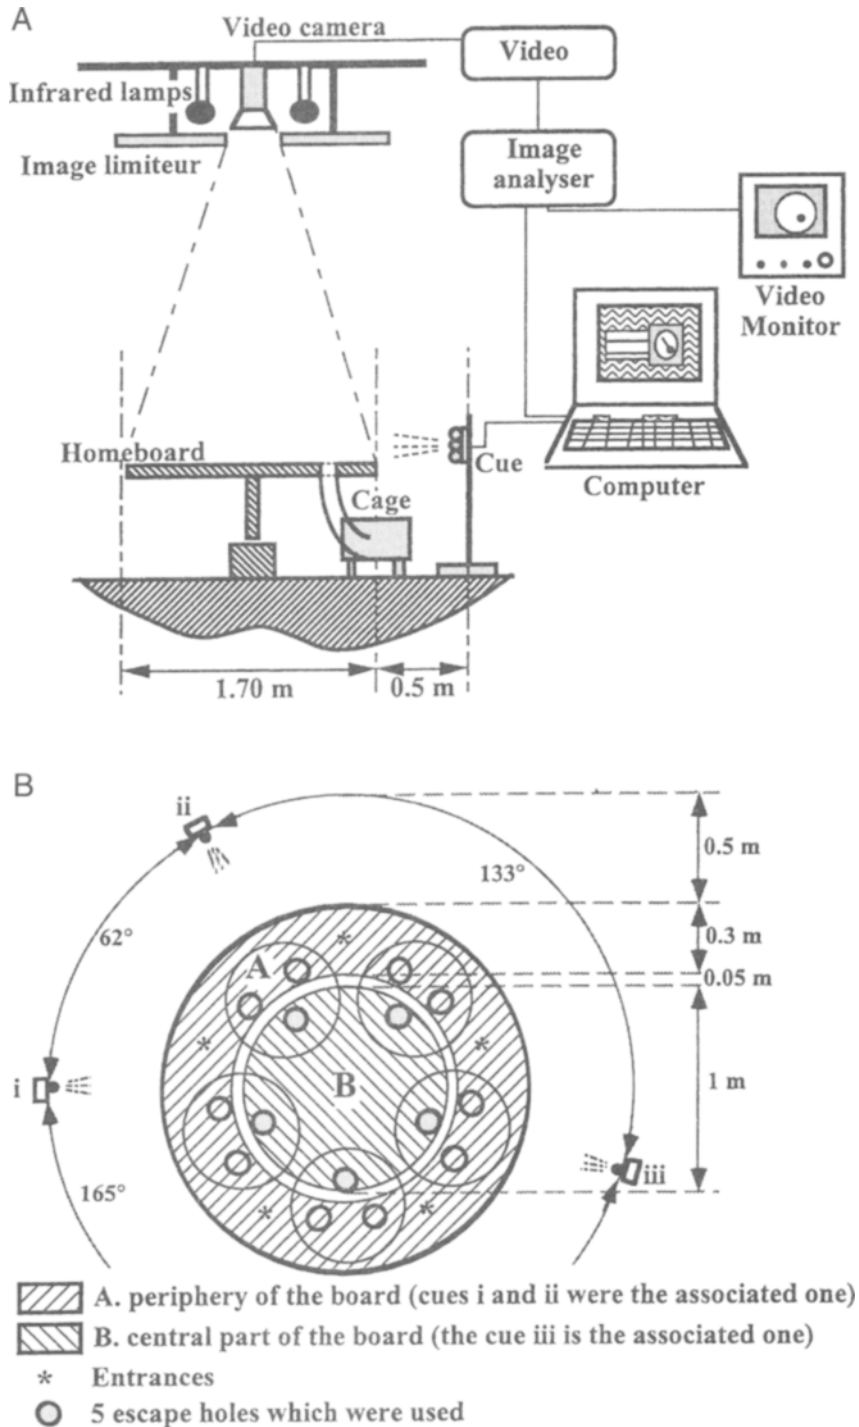 A
Video camera
Video
Infrared lamps
Image limiteur
Image
analyser
Video
Monitor
Homeboard
Cue
Cage
Computer
1.70 m
0.5 m
B
ii
133°
0.5 m
62°
0.3 m
A
0.05 m
*
*
*
B
1 m
i
iii
165°
*
*
A. periphery of the board (cues i and ii were the associated one)
B. central part of the board (the cue iii is the associated one)
* Entrances
5 escape holes which were used